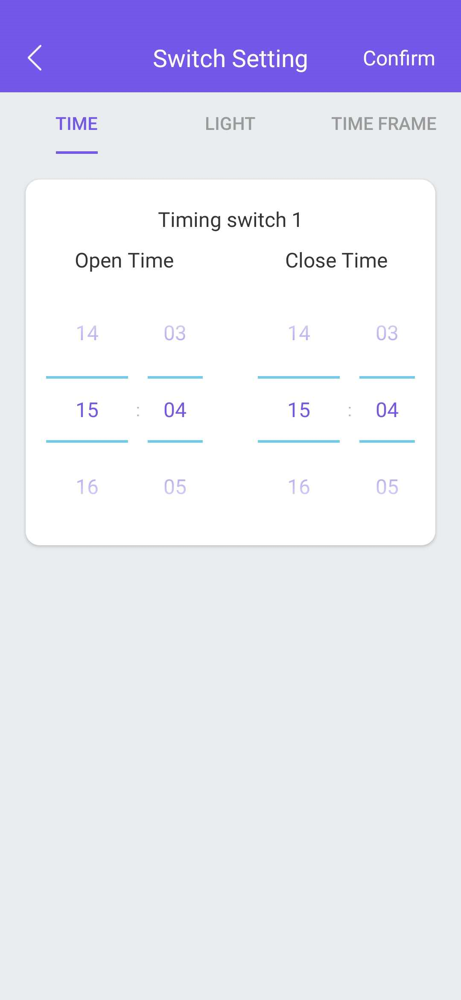 Switch Setting Confirm
TIME LIGHT TIME FRAME
Timing switch 1
Open Time Close Time
14 03 14 03
15 : 04 15 : 04
16 05 16 05